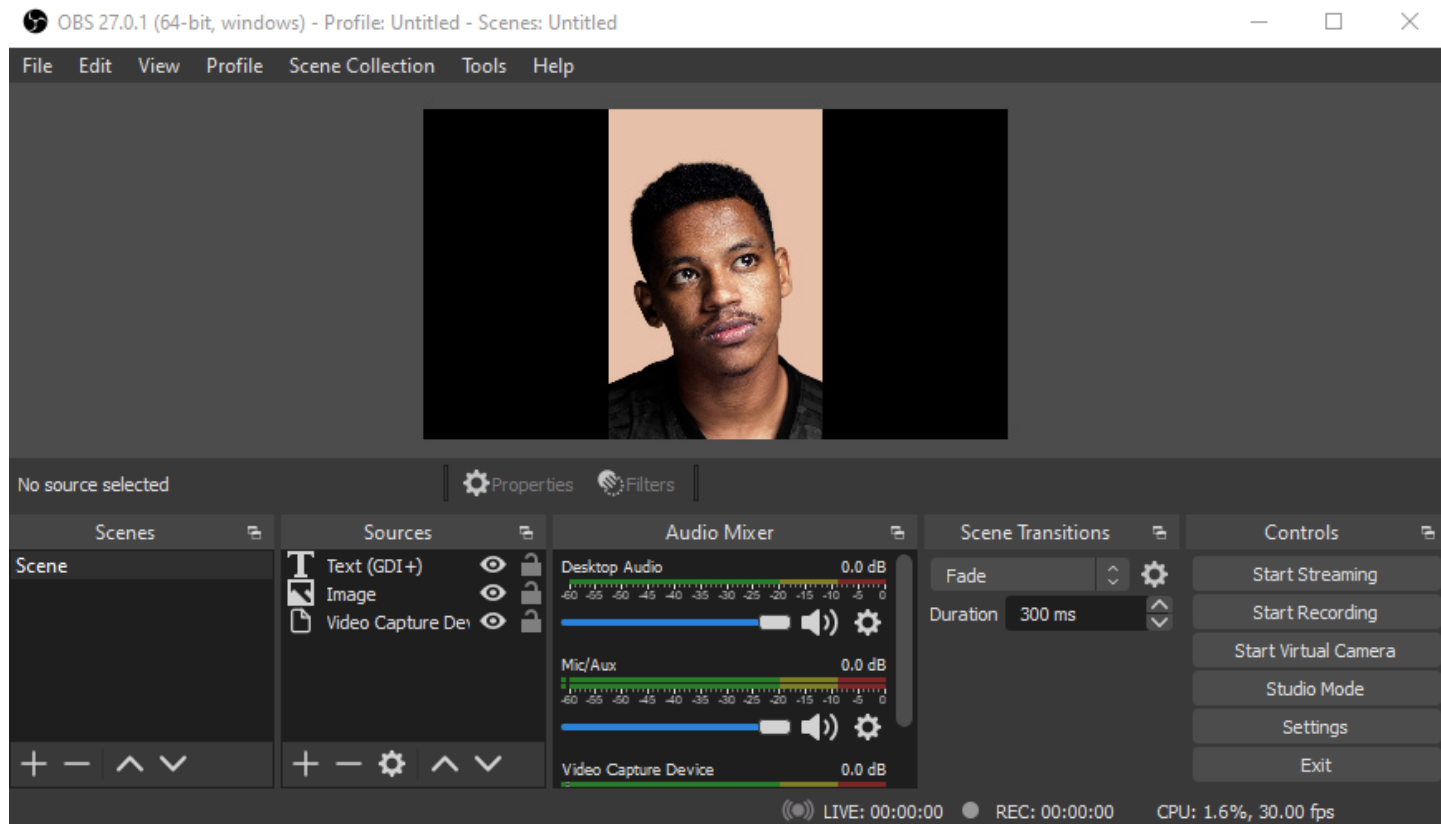 OBS 27.0.1 (64-bit, windows) - Profile: Untitled - Scenes: Untitled
File Edit View Profile Scene Collection Tools Help
No source selected Properties Filters
Scenes Sources Audio Mixer Scene Transitions Controls
Scene
Text (GDI+)
Image
Video Capture Dev
Desktop Audio 0.0 dB
-60 -55 -50 -45 -40 -35 -30 -25 -20 -15 -10 -5 0
Mic/Aux 0.0 dB
-60 -55 -50 -45 -40 -35 -30 -25 -20 -15 -10 -5 0
Video Capture Device 0.0 dB
Fade
Duration 300 ms
Start Streaming
Start Recording
Start Virtual Camera
Studio Mode
Settings
Exit
LIVE: 00:00:00 REC: 00:00:00 CPU: 1.6%, 30.00 fps